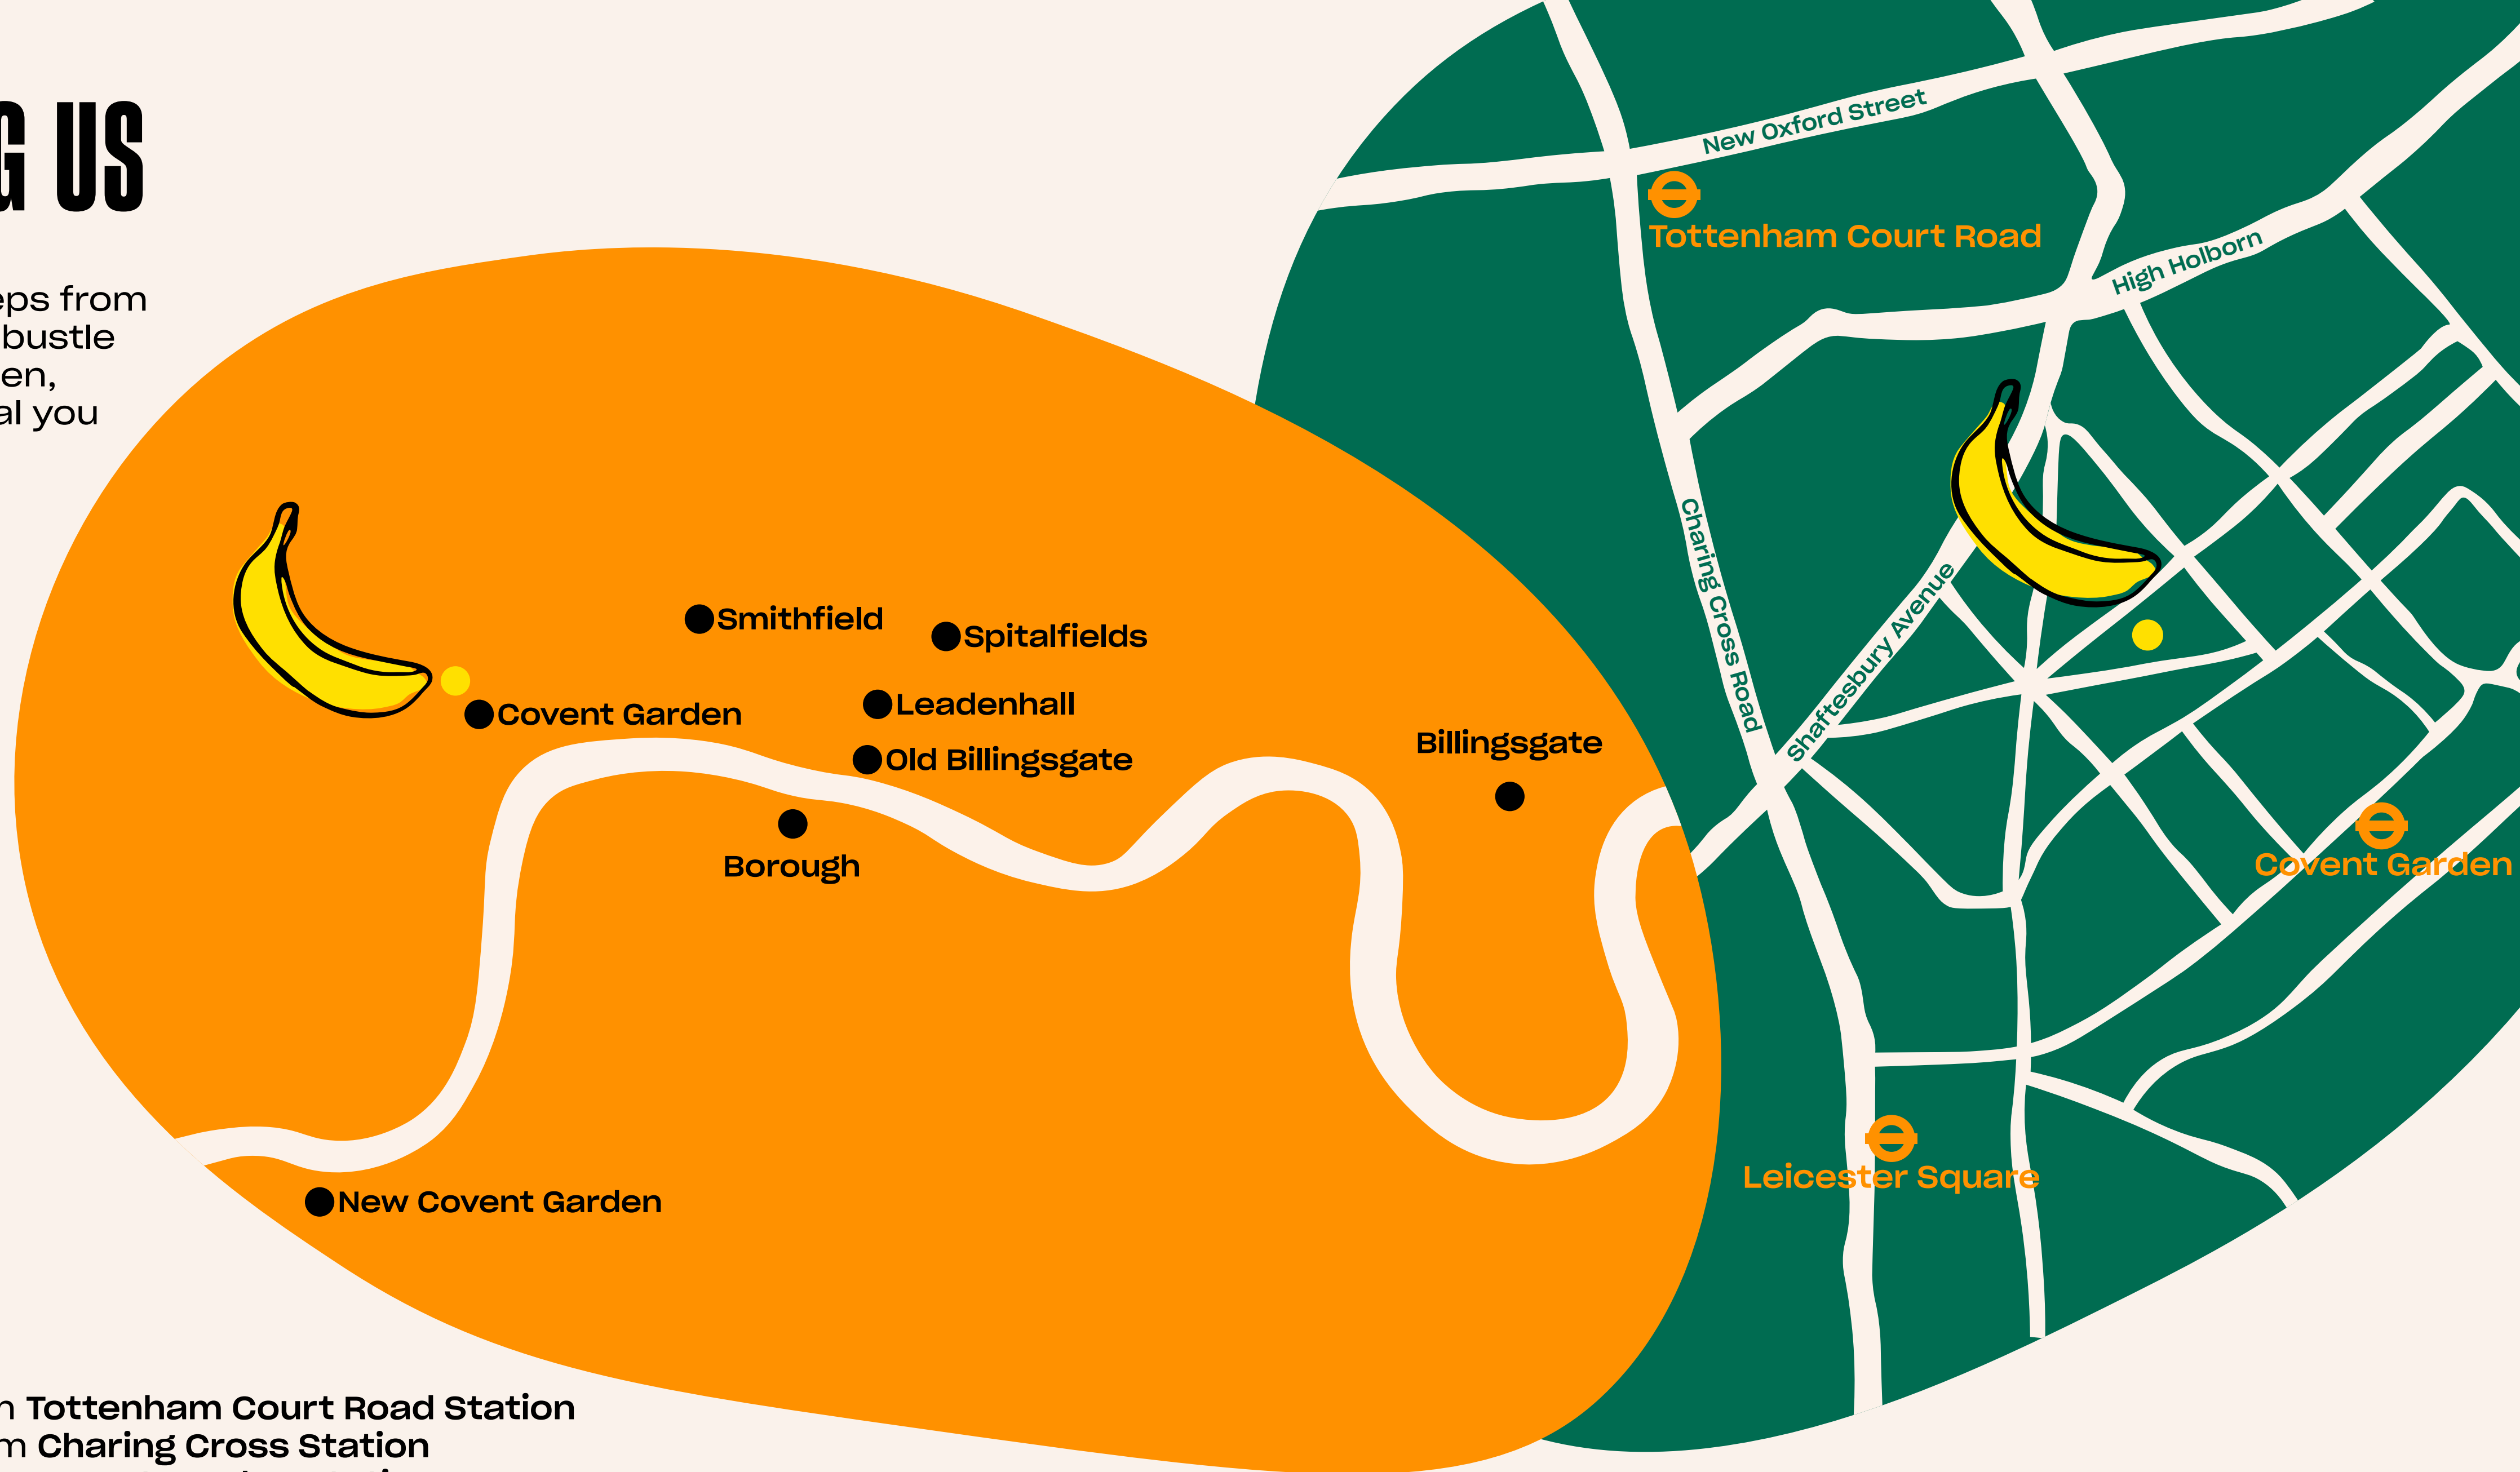 G US
eps from
bustle
en,
al you
Smithfield
Spitalfields
Leadenhall
Covent Garden
Old Billingsgate
Billingsgate
Borough
New Covent Garden
New Oxford Street
Tottenham Court Road
High Holborn
Charing Cross Road
Shaftesbury Avenue
Covent Garden
Leicester Square
n Tottenham Court Road Station
m Charing Cross Station